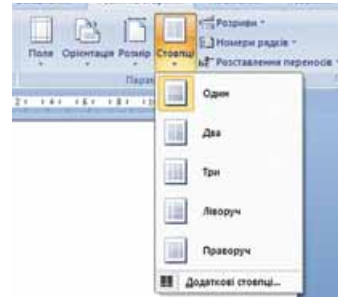 Розриви
Номери рядків
Поля Орієнтація Розмір Стовпці
Розставлення переносів
Один
Два
Три
Ліворуч
Праворуч
Додаткові стовпці...